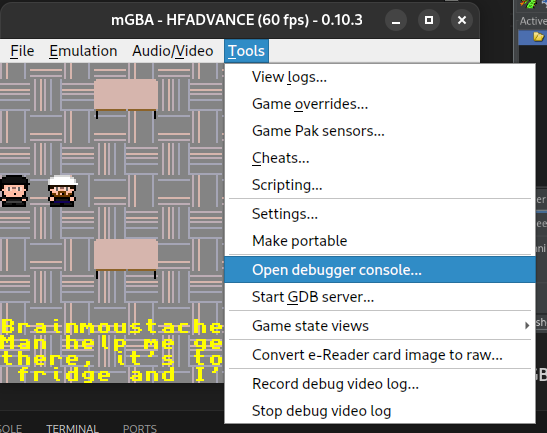 mGBA - HFADVANCE (60 fps) - 0.10.3
Active
File Emulation Audio/Video Tools
View logs...
Game overrides...
Game Pak sensors...
Cheats...
Scripting...
Settings...
Make portable
Open debugger console...
Start GDB server...
Game state views
Convert e-Reader card image to raw...
Record debug video log...
Stop debug video log
Brainmoustache
Man help me ge
there, it's to
fridge and I'
TERMINAL PORTS